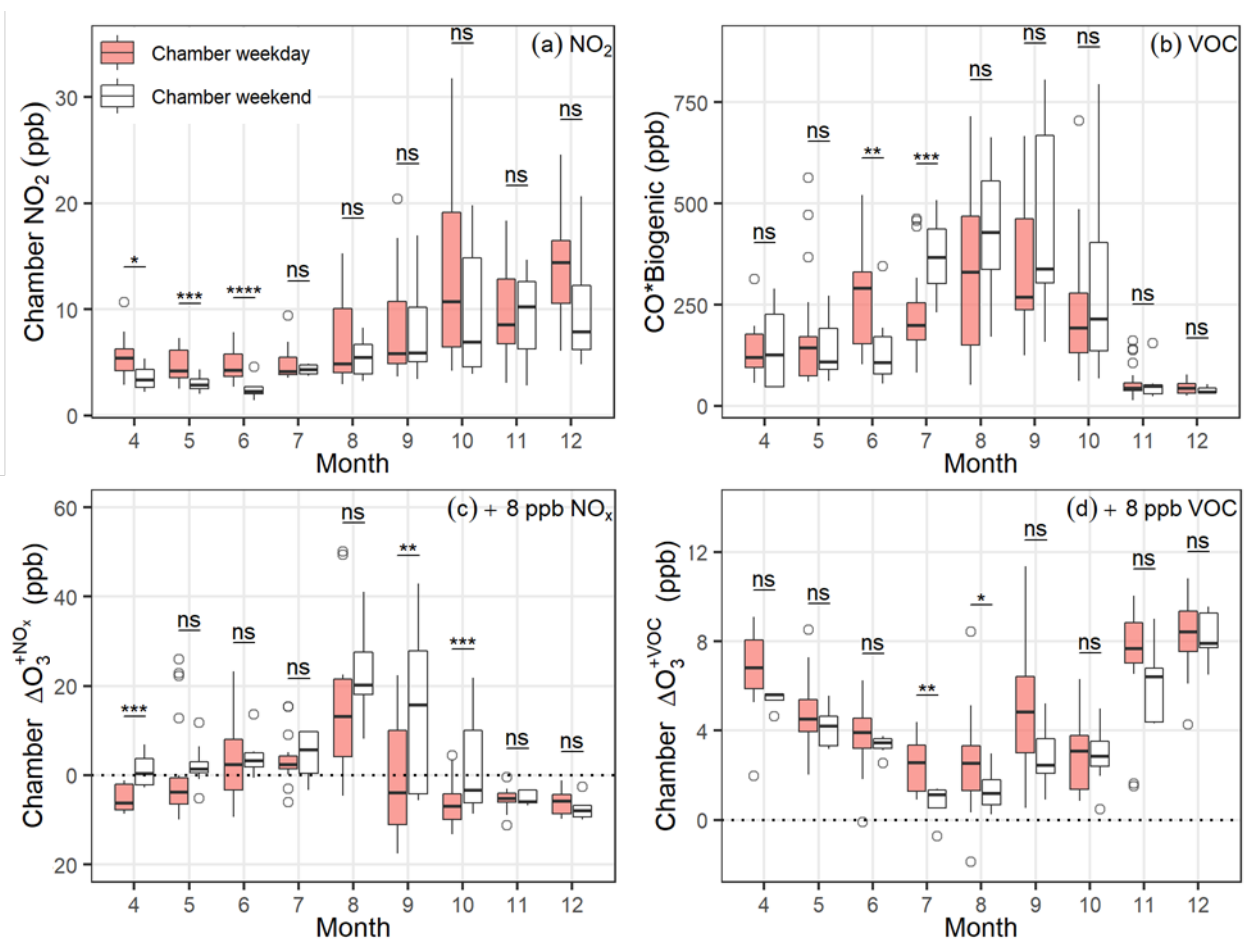 (a) NO₂
Chamber weekday
Chamber weekend
Chamber NO₂ (ppb)
30
20
10
0
* *** **** ns ns ns ns ns ns
4 5 6 7 8 9 10 11 12
Month
(b) VOC
CO*Biogenic (ppb)
750
500
250
0
ns ns ** *** ns ns ns ns ns
4 5 6 7 8 9 10 11 12
Month
(c) + 8 ppb NOₓ
Chamber ΔO₃⁺ᴺᴼₓ (ppb)
60
40
20
0
20
*** ns ns ns ns ** *** ns ns
4 5 6 7 8 9 10 11 12
Month
(d) + 8 ppb VOC
Chamber ΔO₃⁺ⱽᴼC (ppb)
12
8
4
0
ns ns ns ** * ns ns ns ns
4 5 6 7 8 9 10 11 12
Month